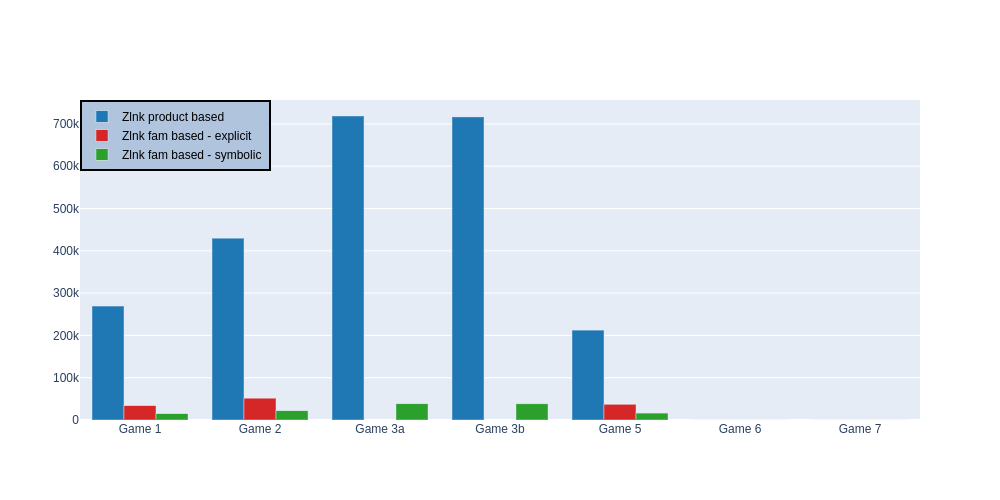 Zlnk product based
Zlnk fam based - explicit
Zlnk fam based - symbolic
700k
600k
500k
400k
300k
200k
100k
0
Game 1 Game 2 Game 3a Game 3b Game 5 Game 6 Game 7